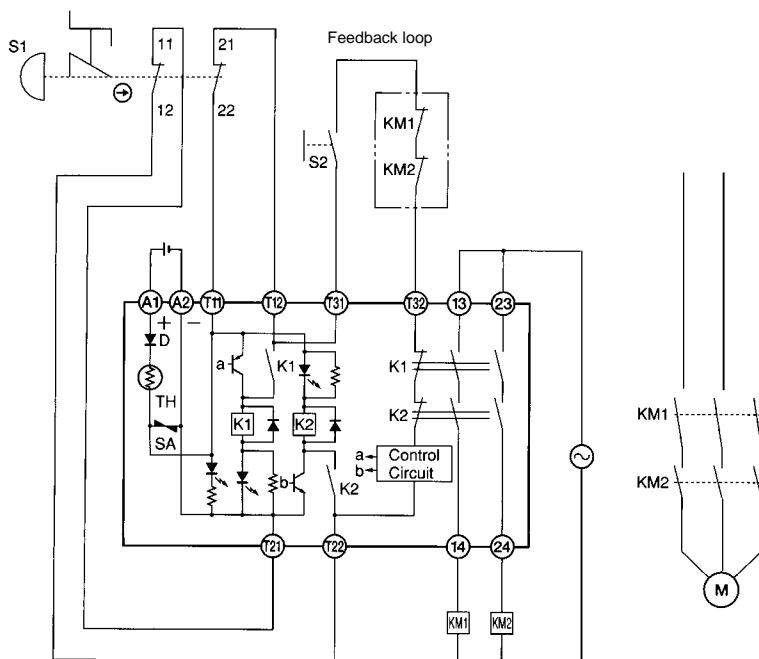 Feedback loop
S1
11
21
12
22
S2
KM1
KM2
A1
A2
T11
T12
T31
T32
13
23
+
−
D
TH
SA
a
K1
K1
K2
b
K2
K1
K2
a
b
Control
Circuit
T21
T22
14
24
KM1
KM2
KM1
KM2
M